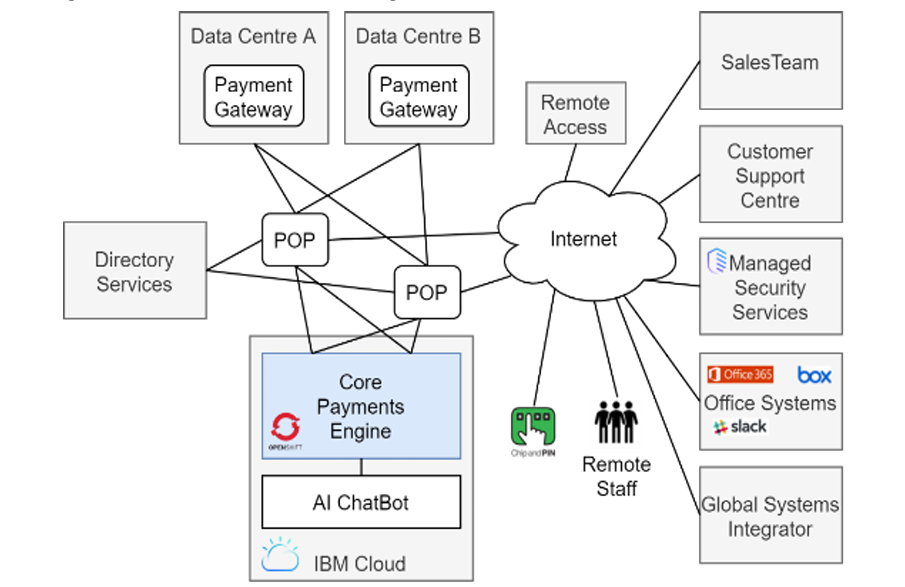 Data Centre A
Payment
Gateway
Data Centre B
Payment
Gateway
Remote
Access
SalesTeam
Customer
Support
Centre
POP
Internet
Directory
Services
POP
Managed
Security
Services
Core
Payments
Engine
OPENSHIFT
AI ChatBot
IBM Cloud
Chip and PIN
Remote
Staff
Office 365
box
Office Systems
slack
Global Systems
Integrator